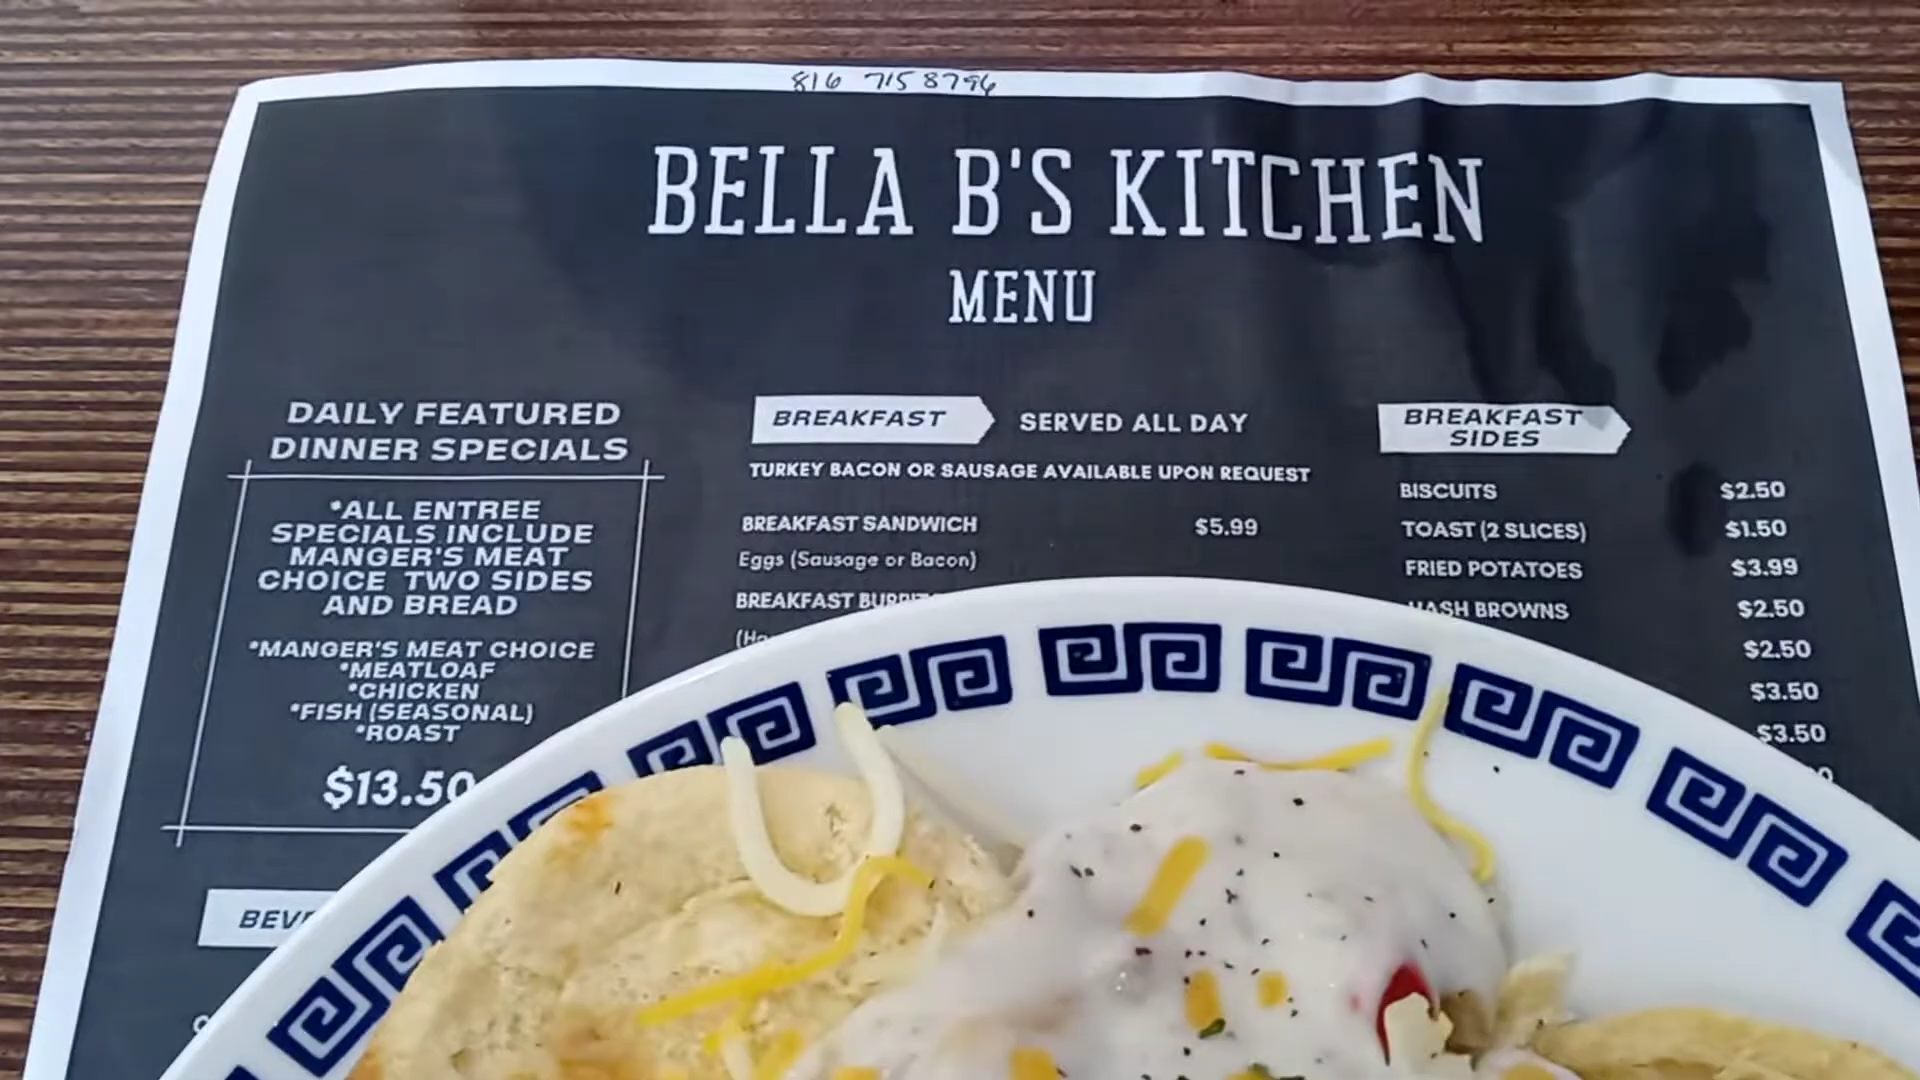 816 715 8796
BELLA B'S KITCHEN
MENU
DAILY FEATURED
DINNER SPECIALS
*ALL ENTREE
SPECIALS INCLUDE
MANGER'S MEAT
CHOICE TWO SIDES
AND BREAD
*MANGER'S MEAT CHOICE
*MEATLOAF
*CHICKEN
*FISH (SEASONAL)
*ROAST
$13.50
BREAKFAST SERVED ALL DAY
TURKEY BACON OR SAUSAGE AVAILABLE UPON REQUEST
BREAKFAST SANDWICH $5.99
Eggs (Sausage or Bacon)
BREAKFAST
BREAKFAST
SIDES
BISCUITS $2.50
TOAST (2 SLICES) $1.50
FRIED POTATOES $3.99
HASH BROWNS $2.50
$2.50
$3.50
$3.50